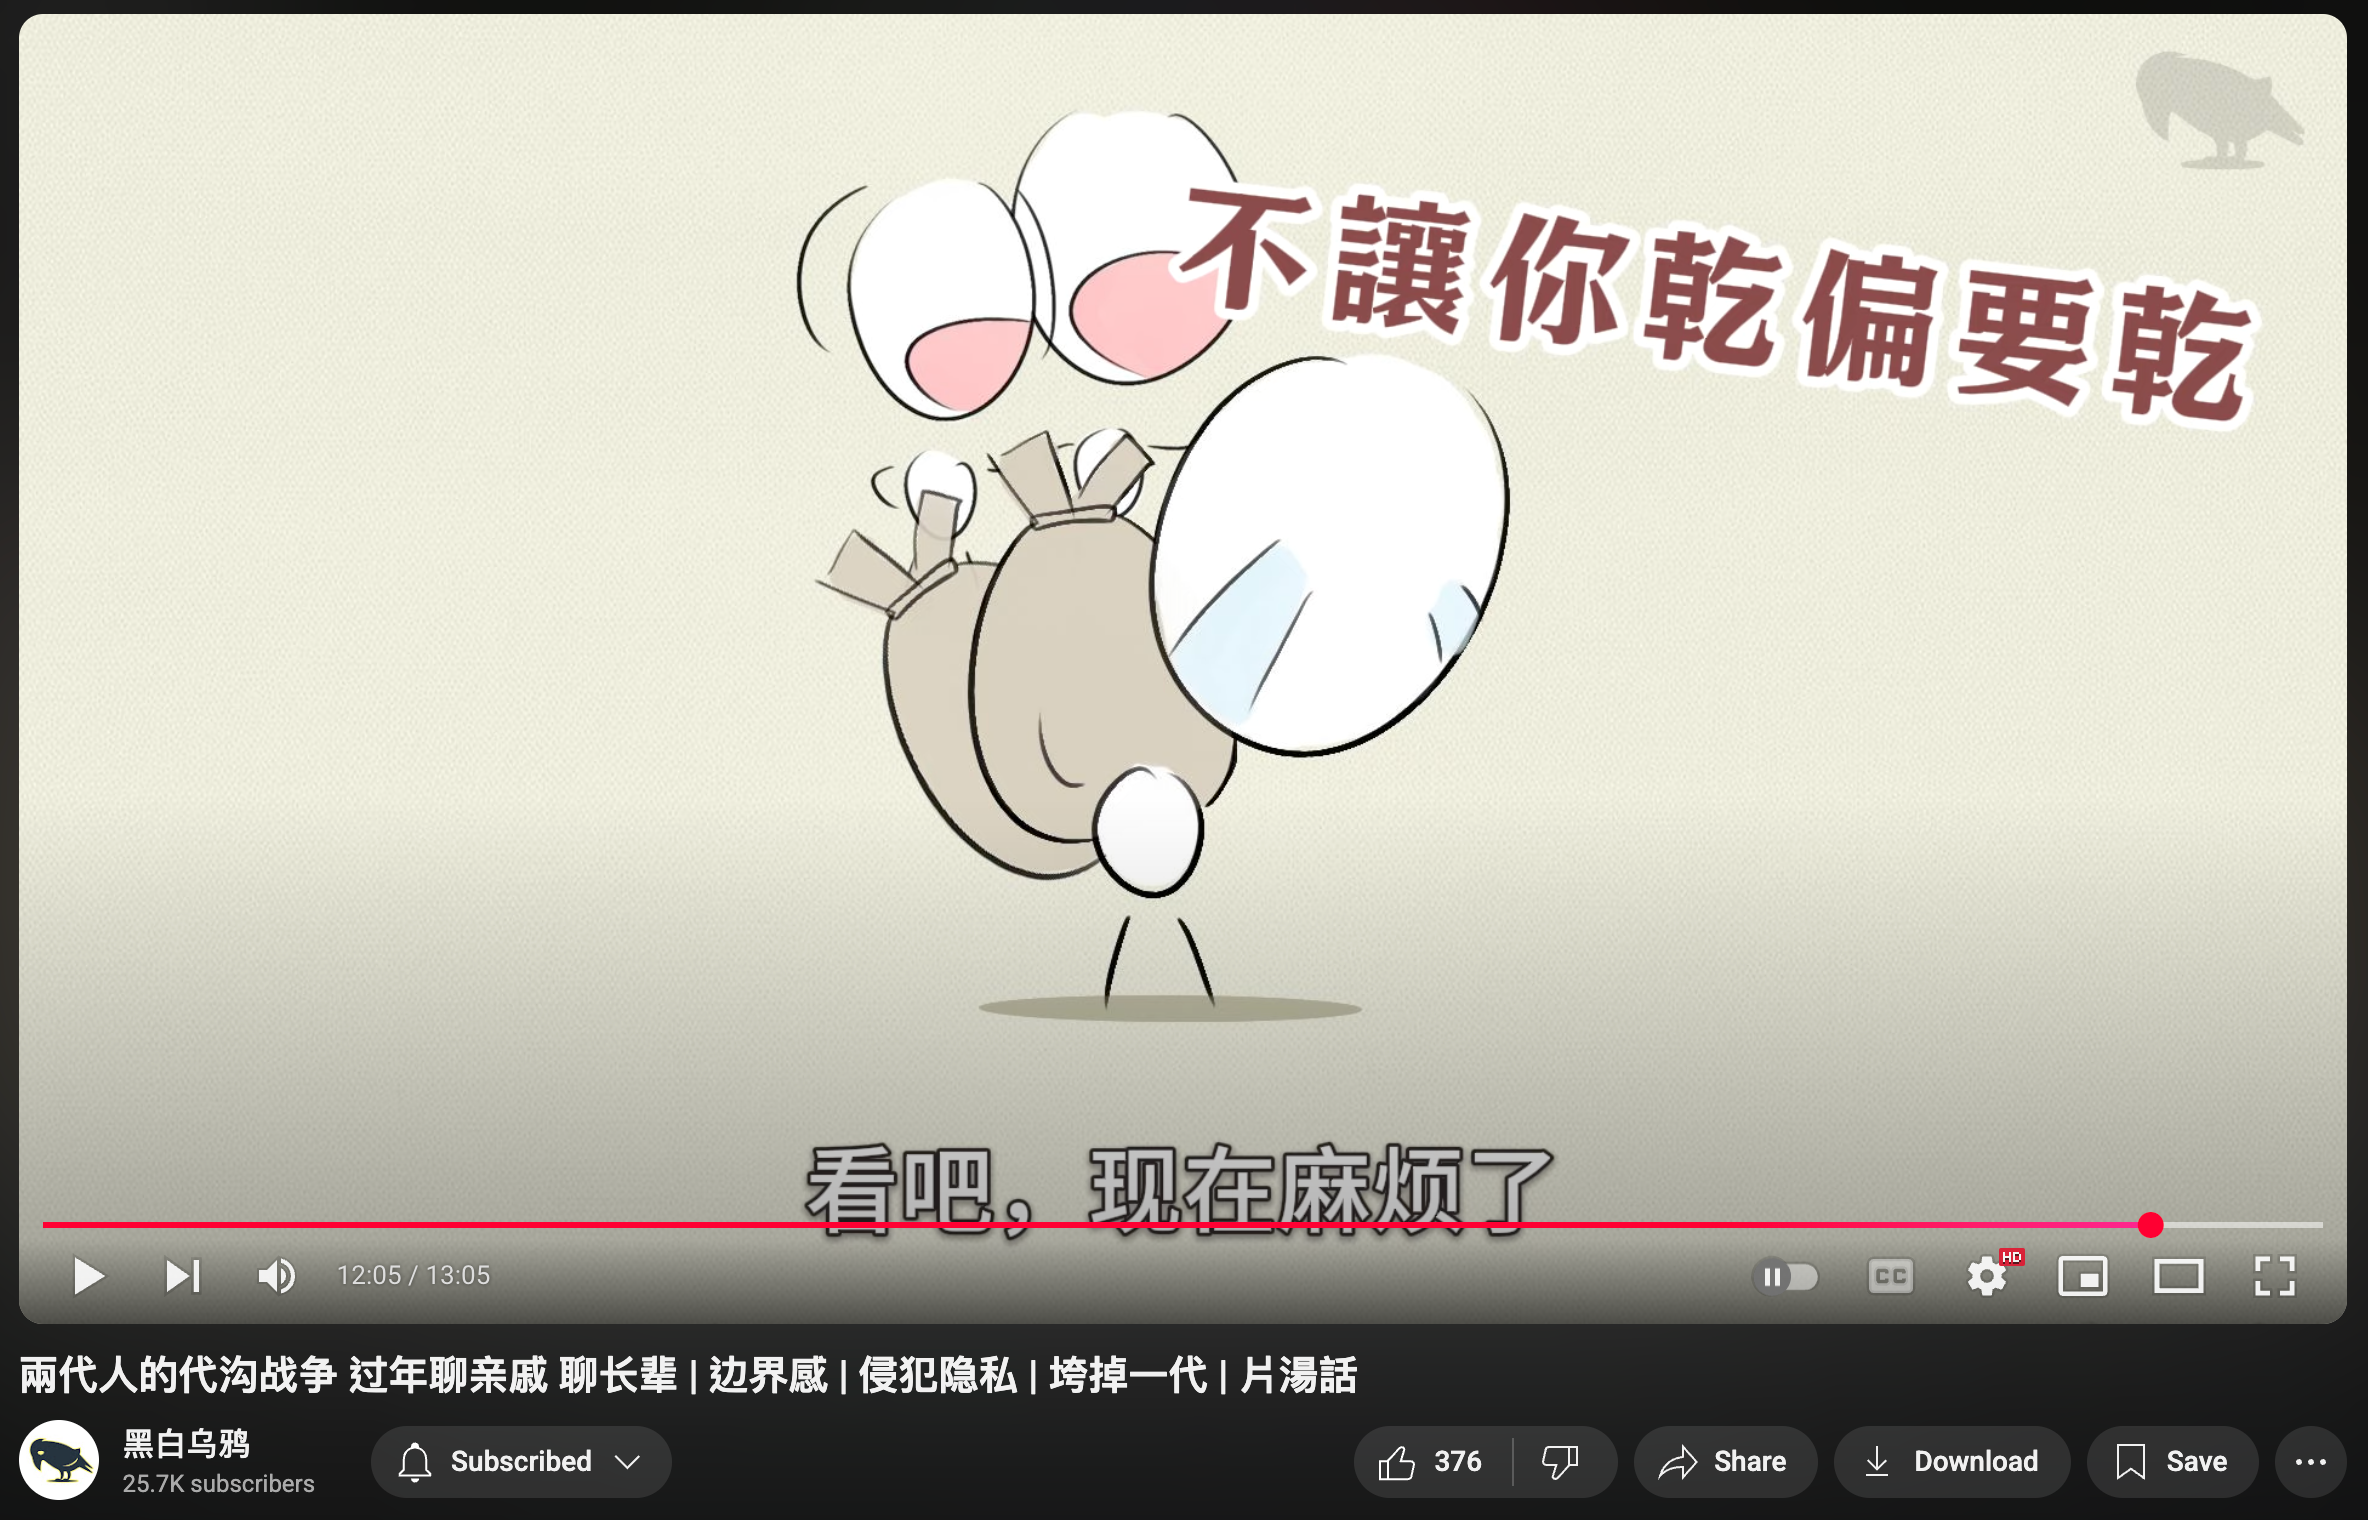 不讓你乾偏要乾
看吧，现在麻烦了
12:05 / 13:05
CC
HD
兩代人的代沟战争 过年聊亲戚 聊长辈 | 边界感 | 侵犯隐私 | 垮掉一代 | 片湯話
黑白乌鸦
25.7K subscribers
Subscribed
376
Share
Download
Save